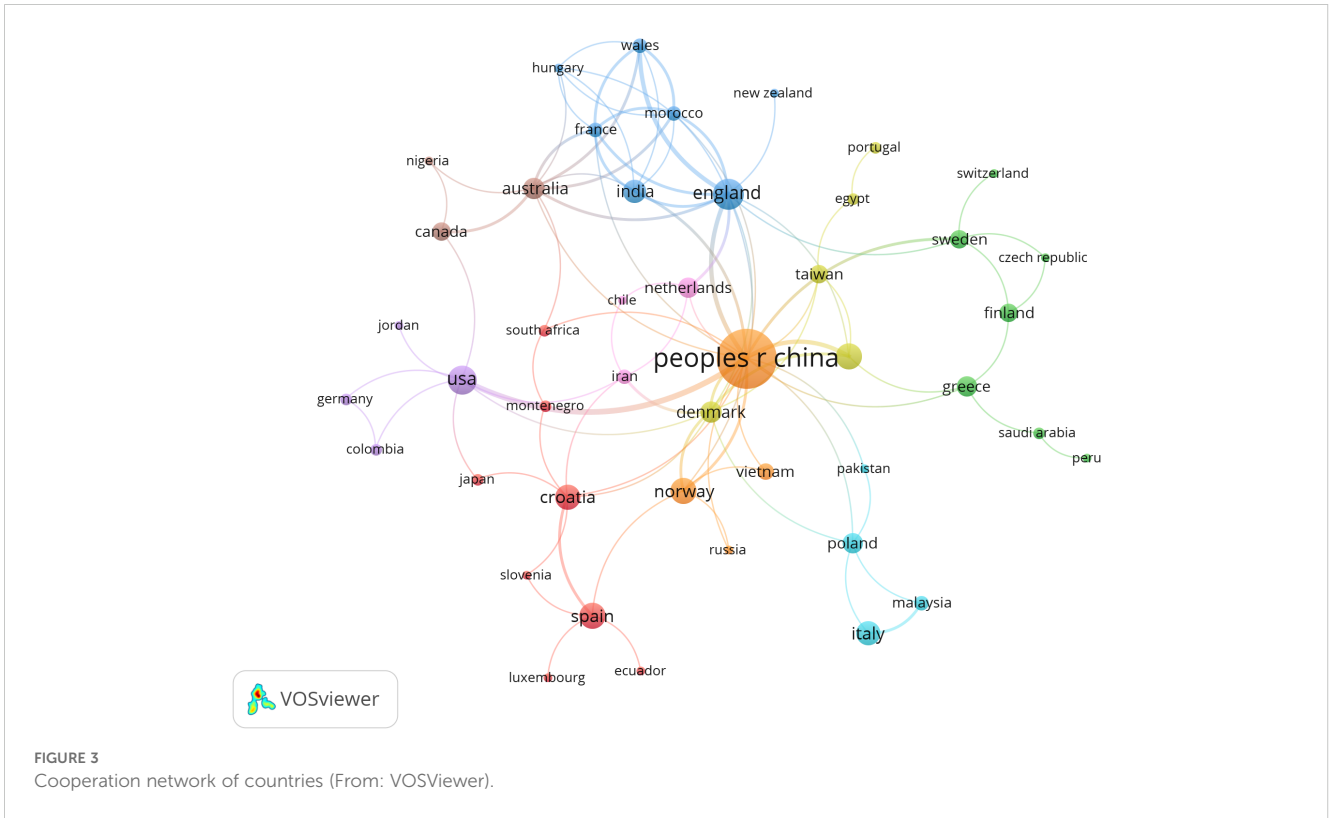 wales
hungary
new zealand
morocco
france
portugal
nigeria
switzerland
australia
india
england
egypt
canada
sweden
czech republic
taiwan
netherlands
chile
finland
jordan
south africa
peoples r china
usa
iran
greece
germany
montenegro
denmark
saudi arabia
colombia
peru
japan
vietnam
pakistan
croatia
norway
russia
poland
slovenia
malaysia
spain
italy
luxembourg
ecuador
VOSviewer
FIGURE 3
Cooperation network of countries (From: VOSViewer).